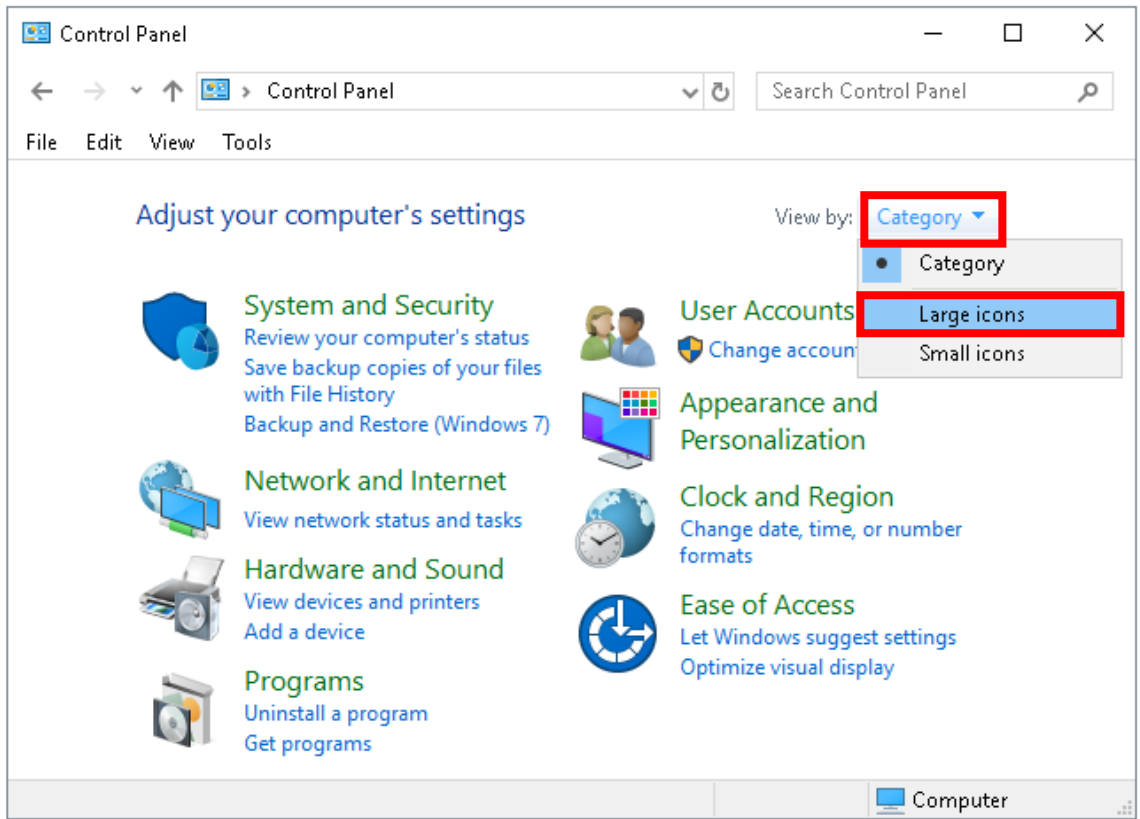 Control Panel
Control Panel
Search Control Panel
File Edit View Tools
Adjust your computer's settings
View by: Category
Category
Large icons
Small icons
System and Security
Review your computer's status
Save backup copies of your files
with File History
Backup and Restore (Windows 7)
Network and Internet
View network status and tasks
Hardware and Sound
View devices and printers
Add a device
Programs
Uninstall a program
Get programs
User Accounts
Change accoun
Appearance and
Personalization
Clock and Region
Change date, time, or number
formats
Ease of Access
Let Windows suggest settings
Optimize visual display
Computer